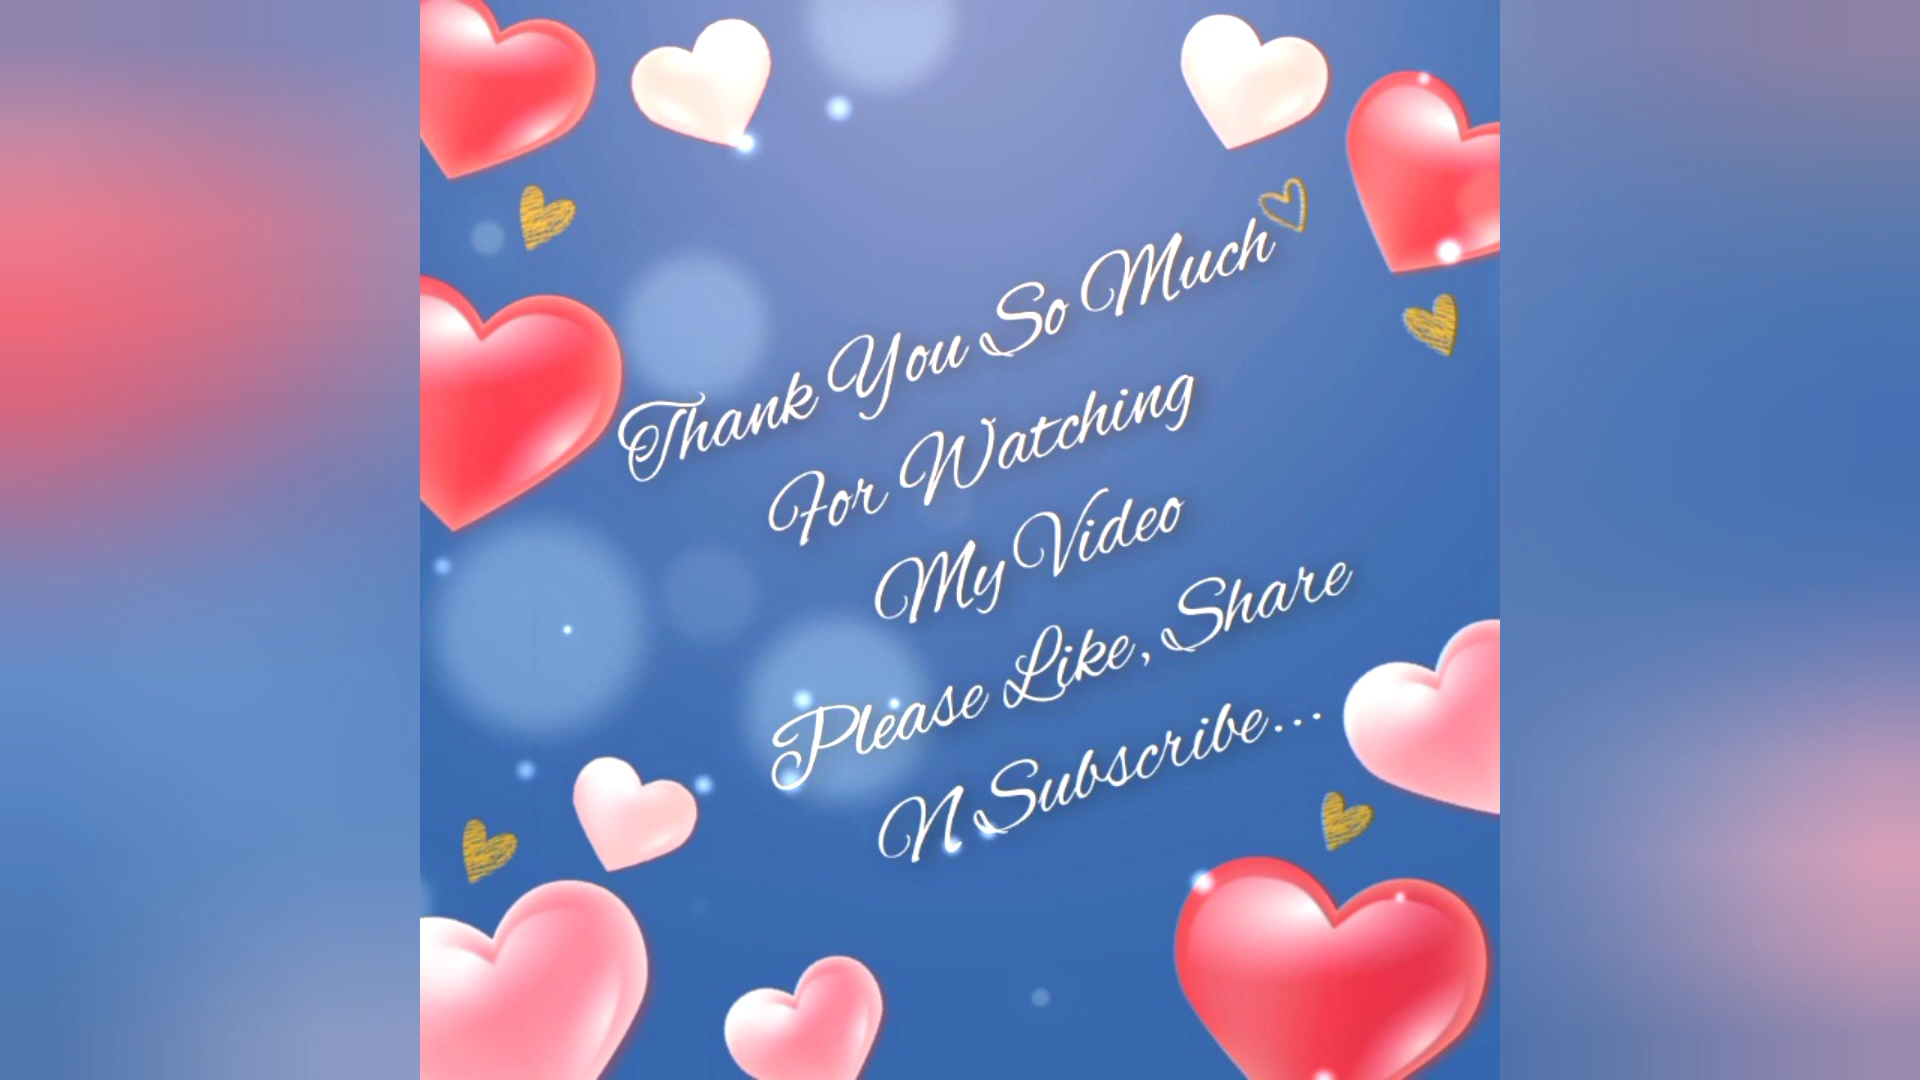 Thank You So Much
For Watching
My Video
Please Like, Share
N Subscribe...